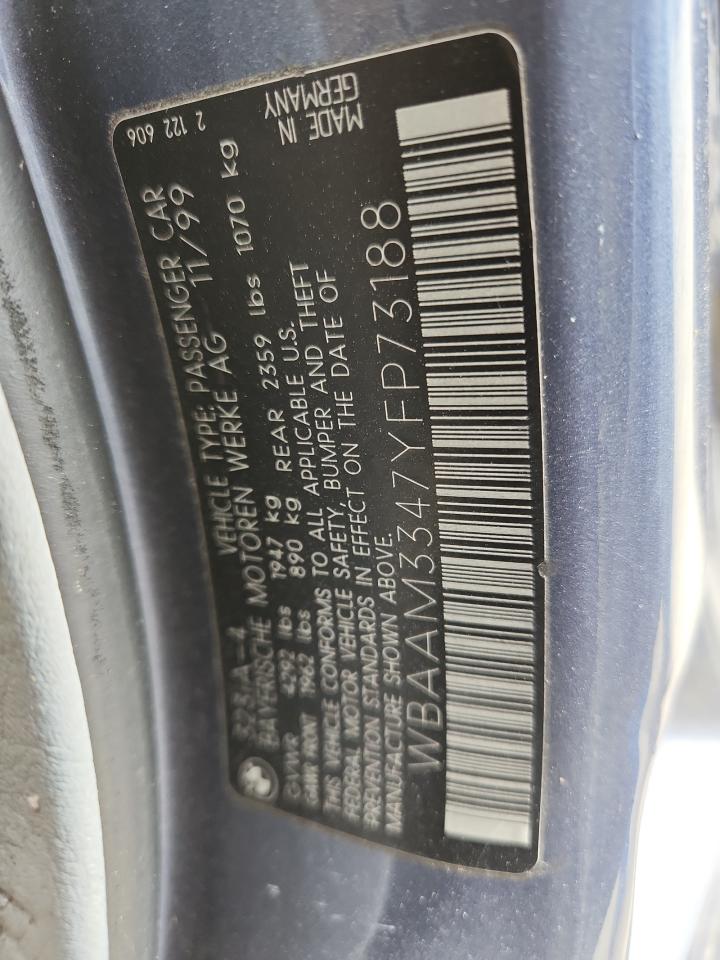 323iA-4 VEHICLE TYPE: PASSENGER CAR 2 122 606
BAYERISCHE MOTOREN WERKE AG 11/99
GVWR 4292 lbs 1947 kg REAR 2359 lbs 1070 kg
GAWR FRONT 1962 lbs 890 kg
THIS VEHICLE CONFORMS TO ALL APPLICABLE U.S.
FEDERAL MOTOR VEHICLE SAFETY, BUMPER AND THEFT
PREVENTION STANDARDS IN EFFECT ON THE DATE OF
MANUFACTURE SHOWN ABOVE.
MADE IN
GERMANY
WBAAM3347YFP73188